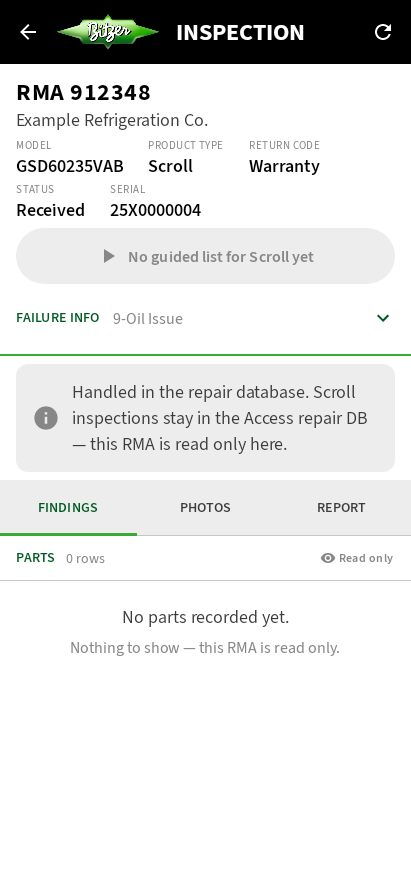 Bitzer
INSPECTION
RMA 912348
Example Refrigeration Co.
MODEL PRODUCT TYPE RETURN CODE
GSD60235VAB Scroll Warranty
STATUS SERIAL
Received 25X0000004
No guided list for Scroll yet
FAILURE INFO 9-Oil Issue
Handled in the repair database. Scroll
inspections stay in the Access repair DB
— this RMA is read only here.
FINDINGS PHOTOS REPORT
PARTS 0 rows Read only
No parts recorded yet.
Nothing to show — this RMA is read only.